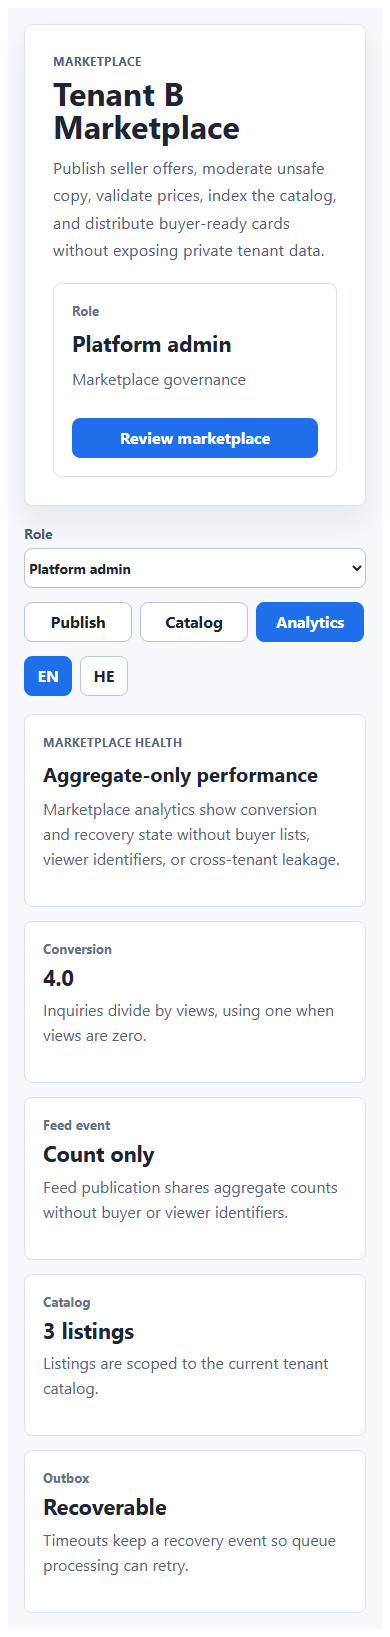 MARKETPLACE
Tenant B
Marketplace
Publish seller offers, moderate unsafe
copy, validate prices, index the catalog,
and distribute buyer-ready cards
without exposing private tenant data.
Role
Platform admin
Marketplace governance
Review marketplace
Role
Platform admin
Publish Catalog Analytics
EN HE
MARKETPLACE HEALTH
Aggregate-only performance
Marketplace analytics show conversion
and recovery state without buyer lists,
viewer identifiers, or cross-tenant leakage.
Conversion
4.0
Inquiries divide by views, using one when
views are zero.
Feed event
Count only
Feed publication shares aggregate counts
without buyer or viewer identifiers.
Catalog
3 listings
Listings are scoped to the current tenant
catalog.
Outbox
Recoverable
Timeouts keep a recovery event so queue
processing can retry.